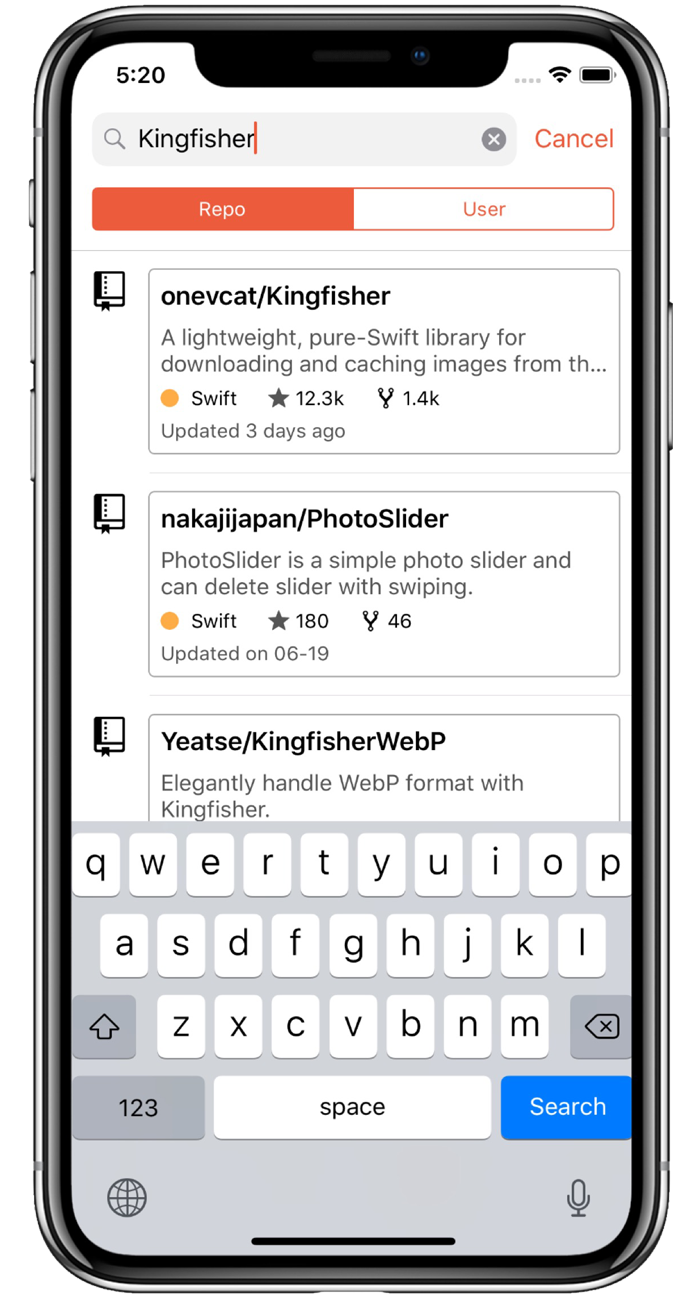 5:20
Kingfisher Cancel
Repo User
onevcat/Kingfisher
A lightweight, pure-Swift library for
downloading and caching images from th...
Swift 12.3k 1.4k
Updated 3 days ago
nakajijapan/PhotoSlider
PhotoSlider is a simple photo slider and
can delete slider with swiping.
Swift 180 46
Updated on 06-19
Yeatse/KingfisherWebP
Elegantly handle WebP format with
Kingfisher.
q w e r t y u i o p
a s d f g h j k l
z x c v b n m
123 space Search